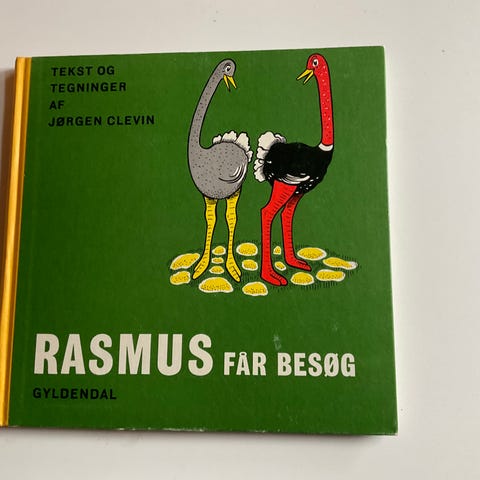 TEKST OG
TEGNINGER
AF
JØRGEN CLEVIN
RASMUS FÅR BESØG
GYLDENDAL